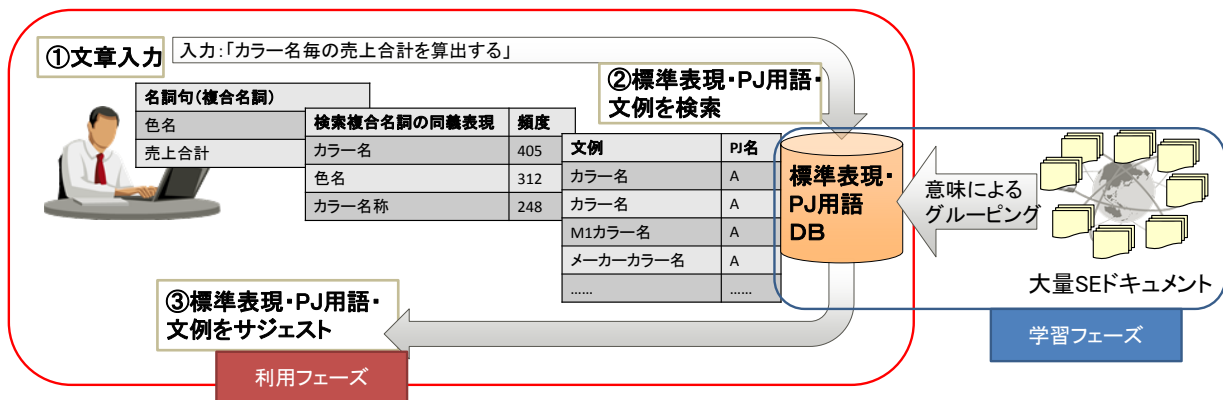 ①文章入力
入力：「カラー名毎の売上合計を算出する」
②標準表現・PJ用語・
文例を検索
名詞句（複合名詞）
色名
売上合計
検索複合名詞の同義表現 頻度
カラー名 405
色名 312
カラー名称 248
文例 PJ名
カラー名 A
カラー名 A
M1カラー名 A
メーカーカラー名 A
…… ……
標準表現・
PJ用語
DB
意味による
グルーピング
大量SEドキュメント
③標準表現・PJ用語・
文例をサジェスト
利用フェーズ
学習フェーズ